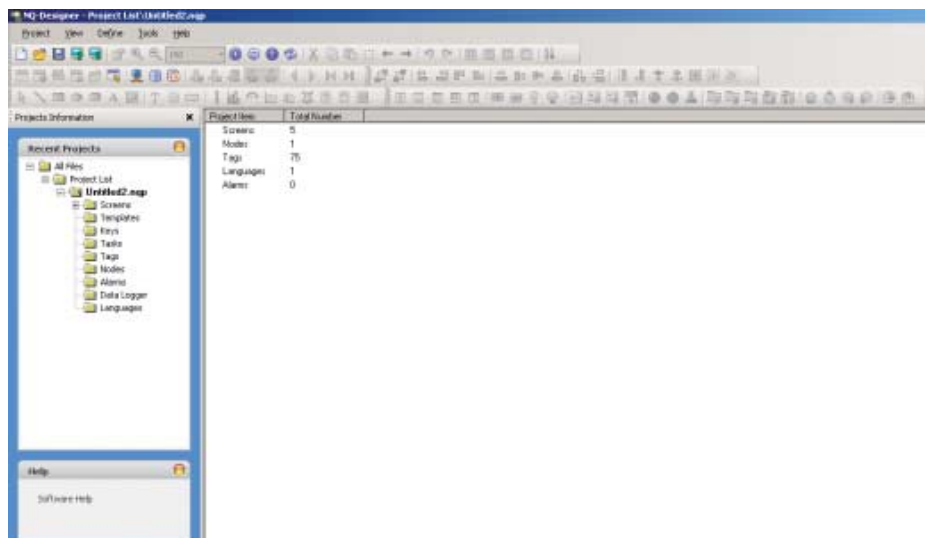 NQ-Designer - Project List\Untitled2.nqp
Project View Define Tools Help
Projects Information
Project Item Total Number
Screens 5
Nodes 1
Tags 75
Languages 1
Alarms 0
Recent Projects
All Files
Project List
Untitled2.nqp
Screens
Templates
Keys
Tasks
Tags
Nodes
Alarms
Data Logger
Languages
Help
Software Help